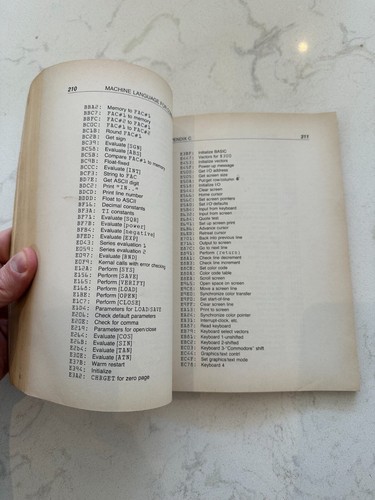 210
MACHINE LANGUAGE FOR
BBA2: Memory to FAC#1
BBC7: FAC#1 to memory
BBFC: FAC#2 to FAC#1
BC0C: FAC#1 to FAC#2
BC1B: Round FAC#1
BC2B: Get sign
BC39: Evaluate [SGN]
BC58: Evaluate [ABS]
BC5B: Compare FAC#1 to memory
BC9B: Float-fixed
BCCC: Evaluate [INT]
BCF3: String to FAC
BD7E: Get ASCII digit
BDC2: Print "IN..."
BDCD: Print line number
BDDD: Float to ASCII
BF16: Decimal constants
BF3A: TI constants
BF71: Evaluate [SQR]
BF7B: Evaluate [power]
BFB4: Evaluate [negative]
BFED: Evaluate [EXP]
E043: Series evaluation 1
E059: Series evaluation 2
E097: Evaluate [RND]
E0F9: Kernal calls with error checking
E12A: Perform [SYS]
E156: Perform [SAVE]
E165: Perform [VERIFY]
E168: Perform [LOAD]
E1BE: Perform [OPEN]
E1C7: Perform [CLOSE]
E1D4: Parameters for LOAD/SAVE
E206: Check default parameters
E20E: Check for comma
E219: Parameters for open/close
E264: Evaluate [COS]
E26B: Evaluate [SIN]
E2B4: Evaluate [TAN]
E30E: Evaluate [ATN]
E37B: Warm restart
E394: Initialize
E3A2: CHRGET for zero page
C
211
Initialize BASIC
Vectors for $300
Initialize vectors
Power-up message
Get I/O address
Get screen size
Put/get row/column
Initialize I/O
Clear screen
Home cursor
Set screen pointers
Set I/O defaults
Input from keyboard
Input from screen
Quote test
Set up screen print
Advance cursor
Retreat cursor
Back into previous line
Output to screen
Go to next line
Perform [return]
Check line decrement
Check line increment
Set color code
Color code table
Scroll screen
Open space on screen
Move a screen line
Synchronize color transfer
Set start-of-line
Clear screen line
Print to screen
Synchronize color pointer
Interrupt-clock, etc.
Read keyboard
Keyboard select vectors
Keyboard 1-unshifted
Keyboard 2-shifted
Keyboard 3-"Commodore" shift
Graphics/text contrl
Set graphics/text mode
EC78: Keyboard 4